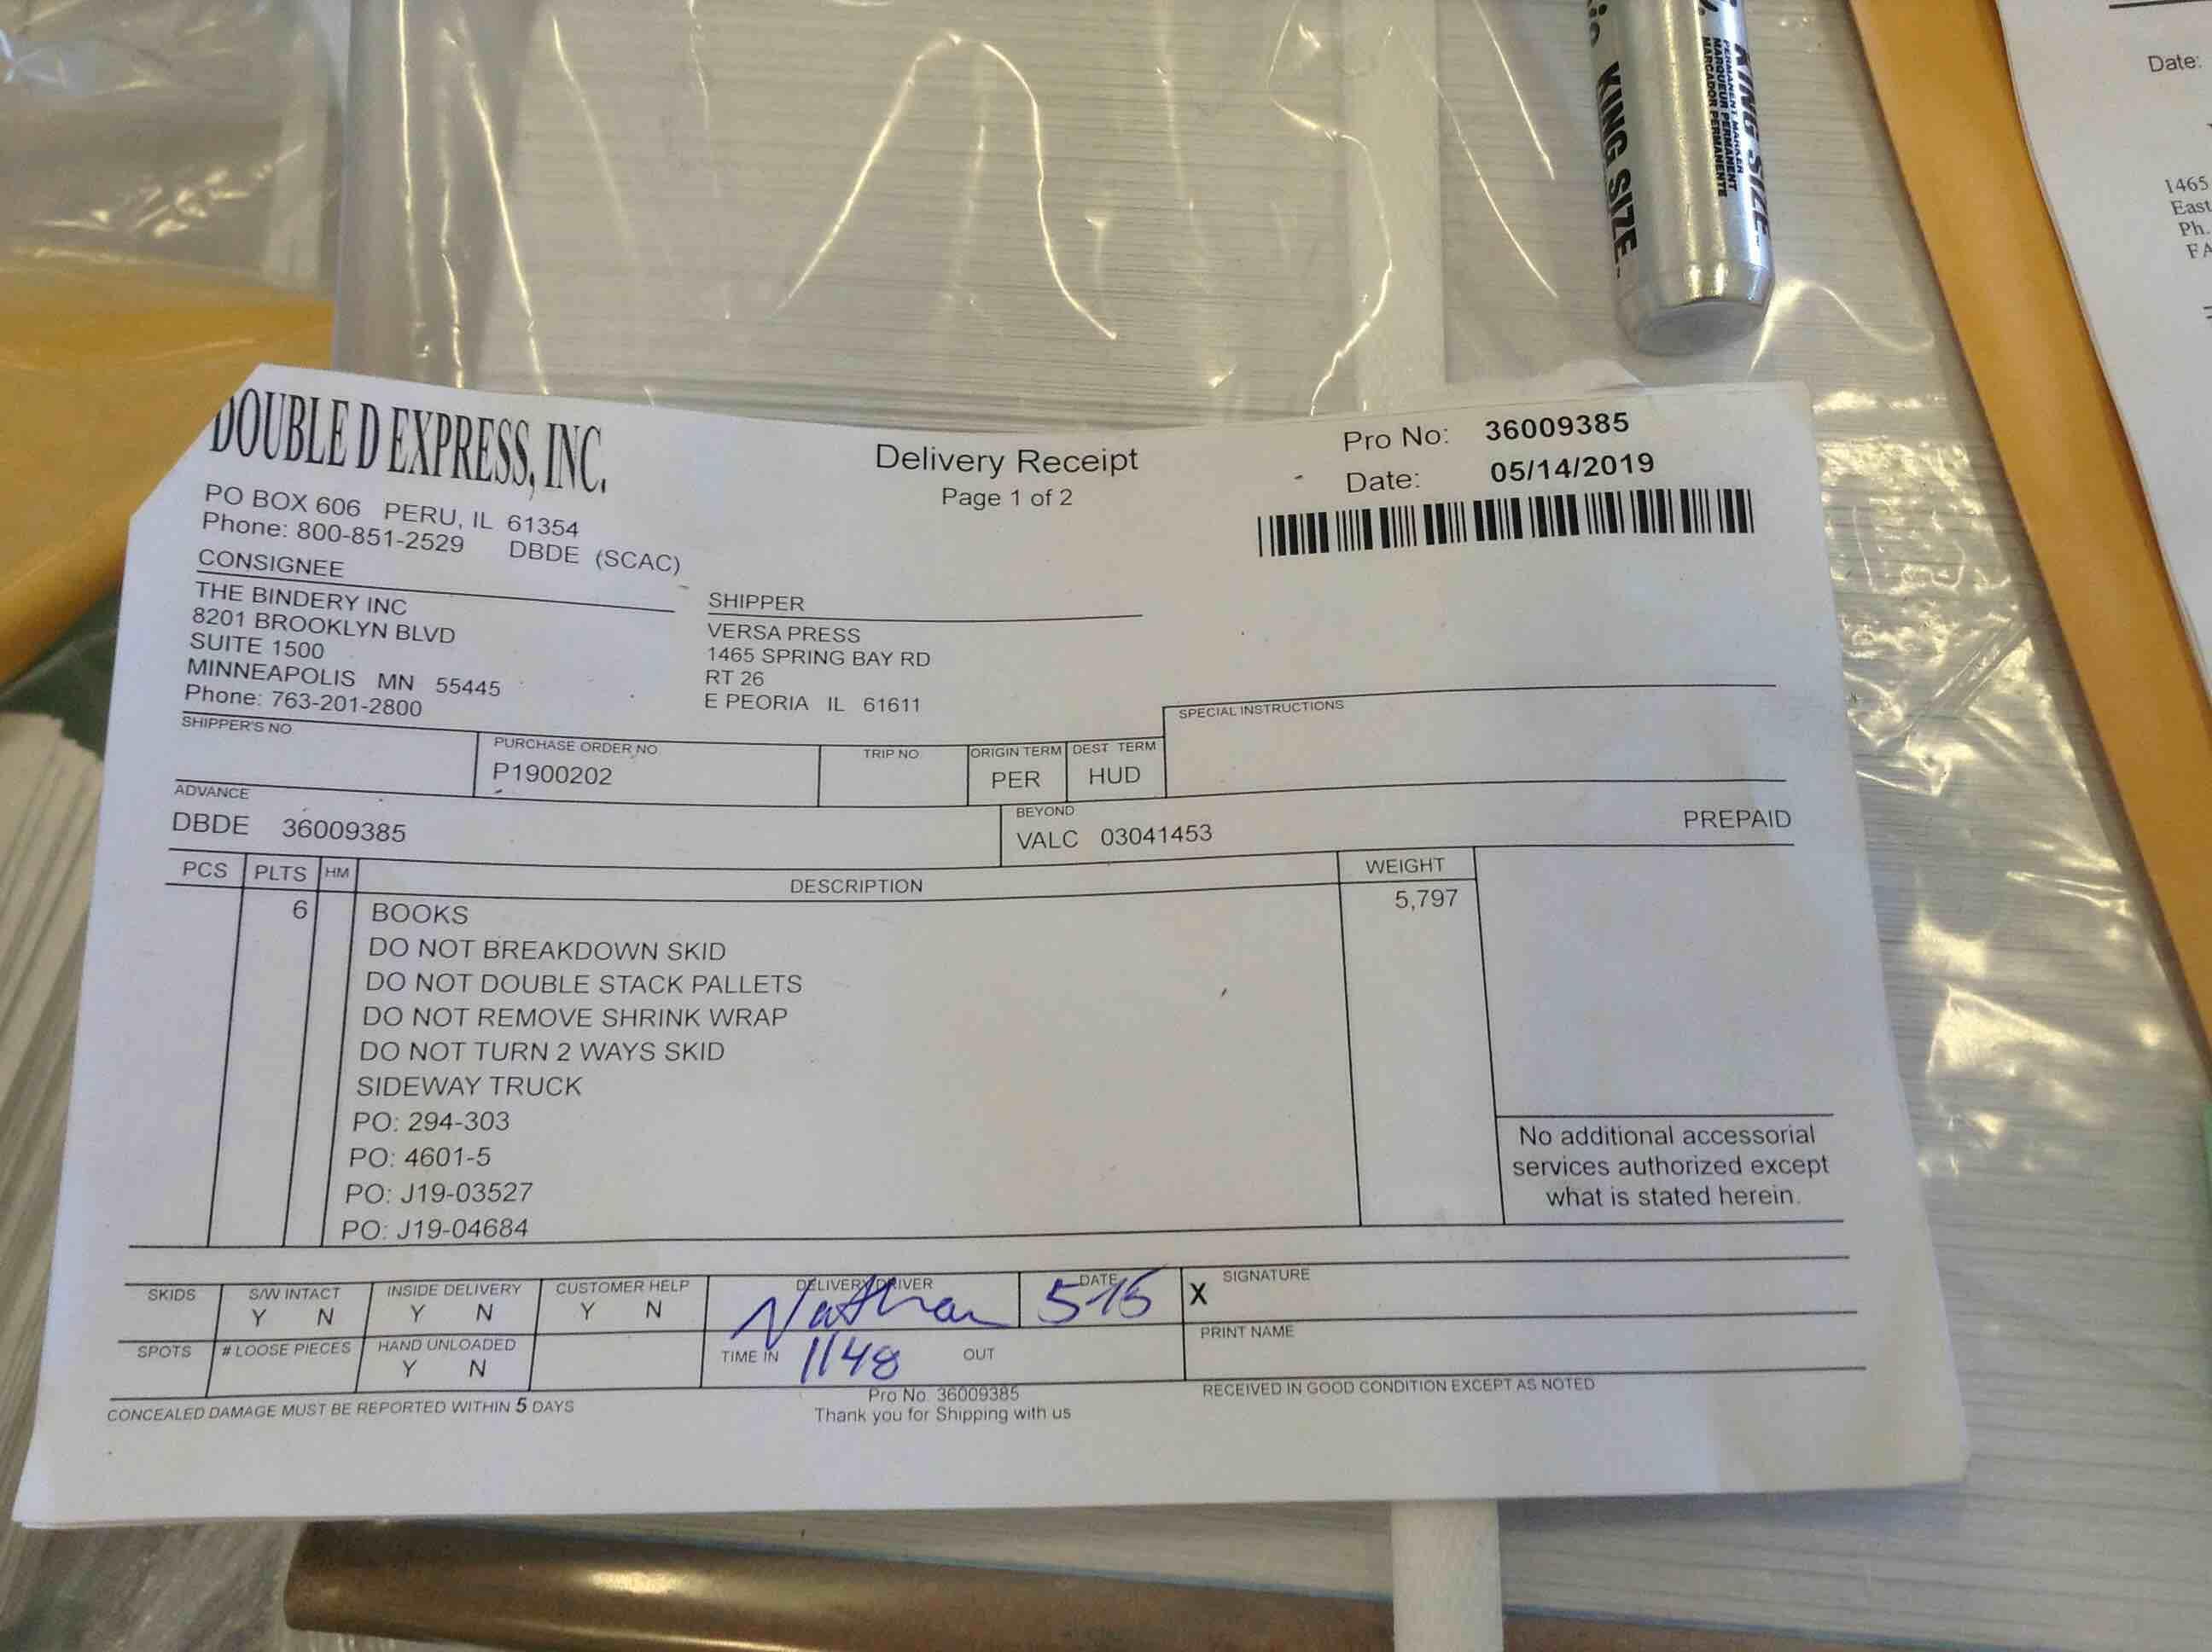 DOUBLE D EXPRESS, INC.
PO BOX 606 PERU, IL 61354
Phone: 800-851-2529 DBDE (SCAC)
Delivery Receipt
Page 1 of 2
Pro No: 36009385
Date: 05/14/2019
CONSIGNEE
THE BINDERY INC
8201 BROOKLYN BLVD
SUITE 1500
MINNEAPOLIS MN 55445
Phone: 763-201-2800
SHIPPER
VERSA PRESS
1465 SPRING BAY RD
RT 26
E PEORIA IL 61611
SHIPPER'S NO.
PURCHASE ORDER NO.
P1900202
TRIP NO.
ORIGIN TERM
PER
DEST TERM
HUD
SPECIAL INSTRUCTIONS
ADVANCE
DBDE 36009385
BEYOND
VALC 03041453
PREPAID
PCS PLTS HM DESCRIPTION WEIGHT
6 BOOKS 5,797
DO NOT BREAKDOWN SKID
DO NOT DOUBLE STACK PALLETS
DO NOT REMOVE SHRINK WRAP
DO NOT TURN 2 WAYS SKID
SIDEWAY TRUCK
PO: 294-303
PO: 4601-5
PO: J19-03527
PO: J19-04684
No additional accessorial
services authorized except
what is stated herein.
SKIDS
S/W INTACT
Y N
INSIDE DELIVERY
Y N
CUSTOMER HELP
Y N
DELIVERY DRIVER
Nathan
DATE
5-15
X SIGNATURE
SPOTS
# LOOSE PIECES
HAND UNLOADED
Y N
TIME IN 1148 OUT
PRINT NAME
CONCEALED DAMAGE MUST BE REPORTED WITHIN 5 DAYS
Pro No. 36009385
Thank you for Shipping with us
RECEIVED IN GOOD CONDITION EXCEPT AS NOTED
KING SIZE
KING SIZE
PERMANENT MARKER
MARQUEUR PERMANENT
MARCADOR PERMANENTE
Date:
1465
East
Ph.